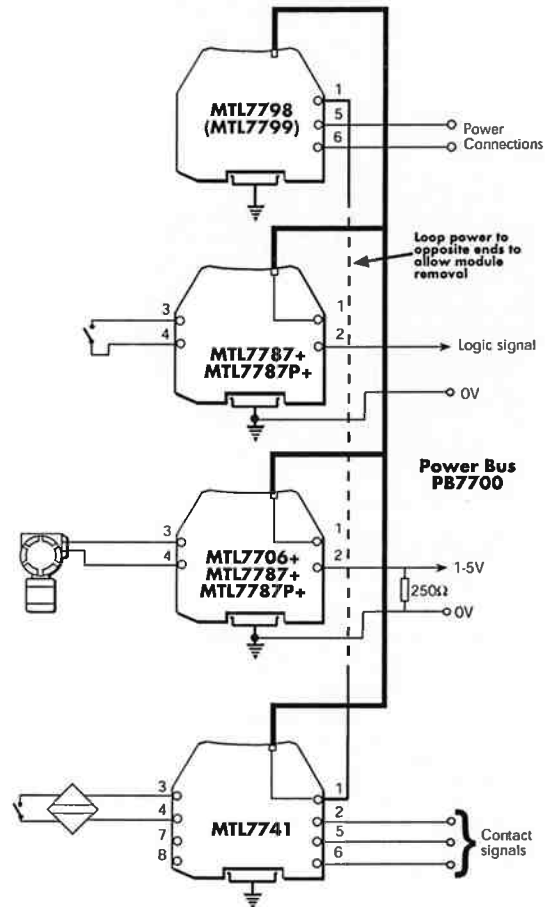 MTL7798
(MTL7799)
1
5
6
Power
Connections
Loop power to
opposite ends to
allow module
removal
3
4
1
2
MTL7787+
MTL7787P+
Logic signal
0V
Power Bus
PB7700
3
4
1
2
MTL7706+
MTL7787+
MTL7787P+
1-5V
250Ω
0V
3
4
7
8
MTL7741
1
2
5
6
Contact
signals